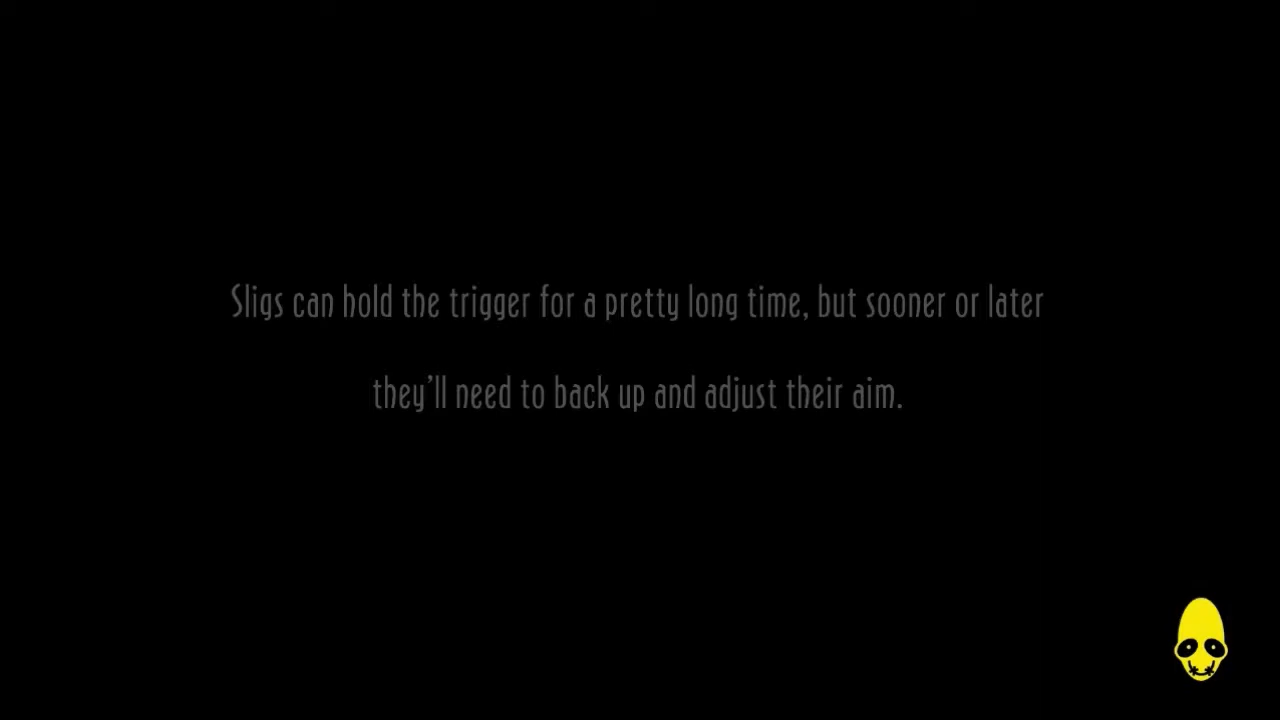 Sligs can hold the trigger for a pretty long time, but sooner or later
they’ll need to back up and adjust their aim.